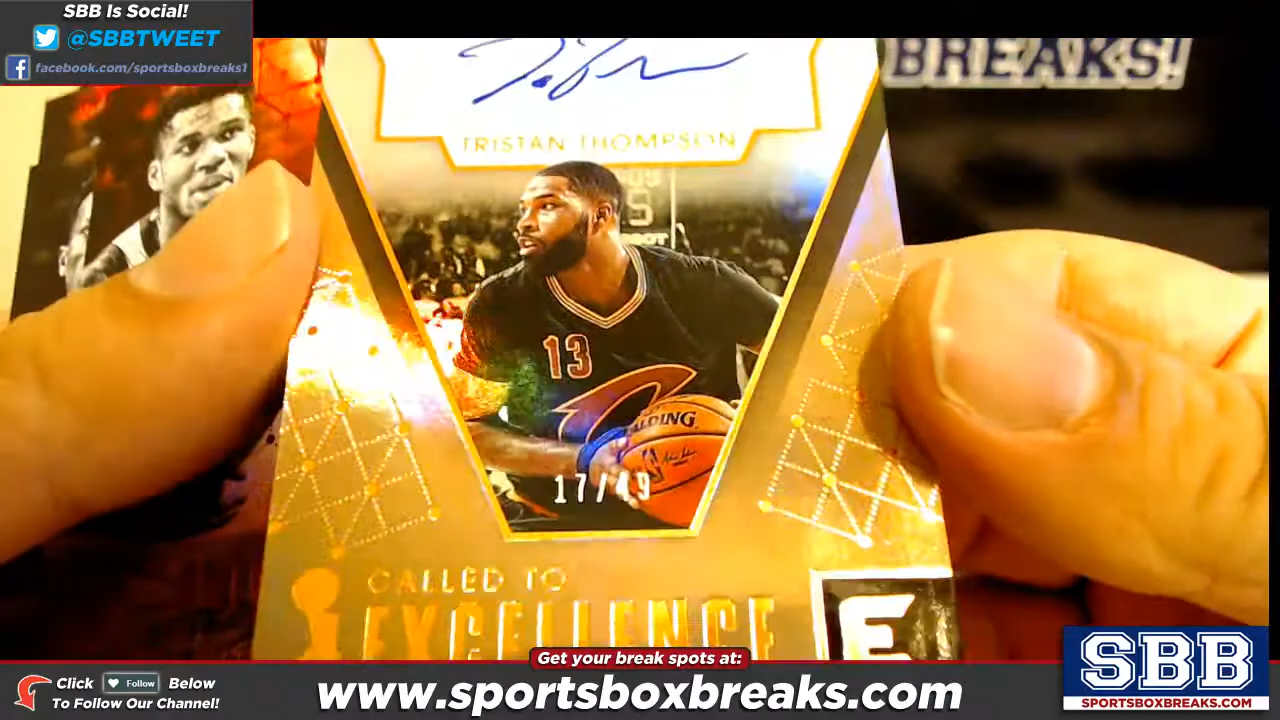 SBB Is Social!
@SBBTWEET
facebook.com/sportsboxbreaks1
BREAKS!
TRISTAN THOMPSON
13
ALDING
17/49
CALLED TO
EXCELLENCE
E
Get your break spots at:
Click Follow Below
To Follow Our Channel!
www.sportsboxbreaks.com
SBB
SPORTSBOXBREAKS.COM